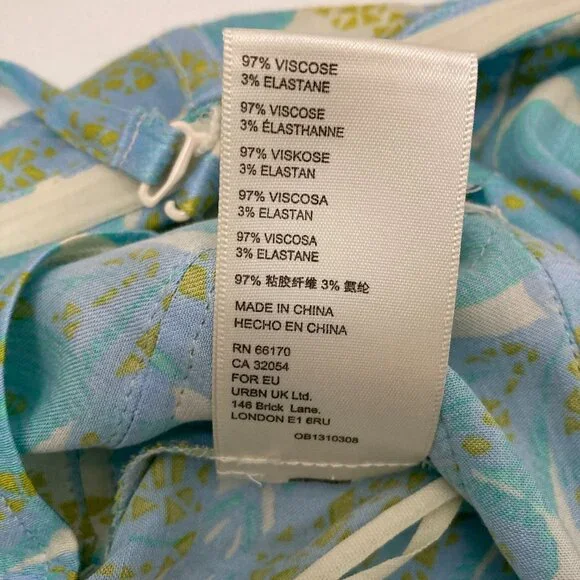 97% VISCOSE
3% ELASTANE
97% VISCOSE
3% ÉLASTHANNE
97% VISKOSE
3% ELASTAN
97% VISCOSA
3% ELASTAN
97% VISCOSA
3% ELASTANE
97% 粘胶纤维 3% 氨纶
MADE IN CHINA
HECHO EN CHINA
RN 66170
CA 32054
FOR EU
URBN UK Ltd.
146 Brick Lane.
LONDON E1 6RU
OB1310308